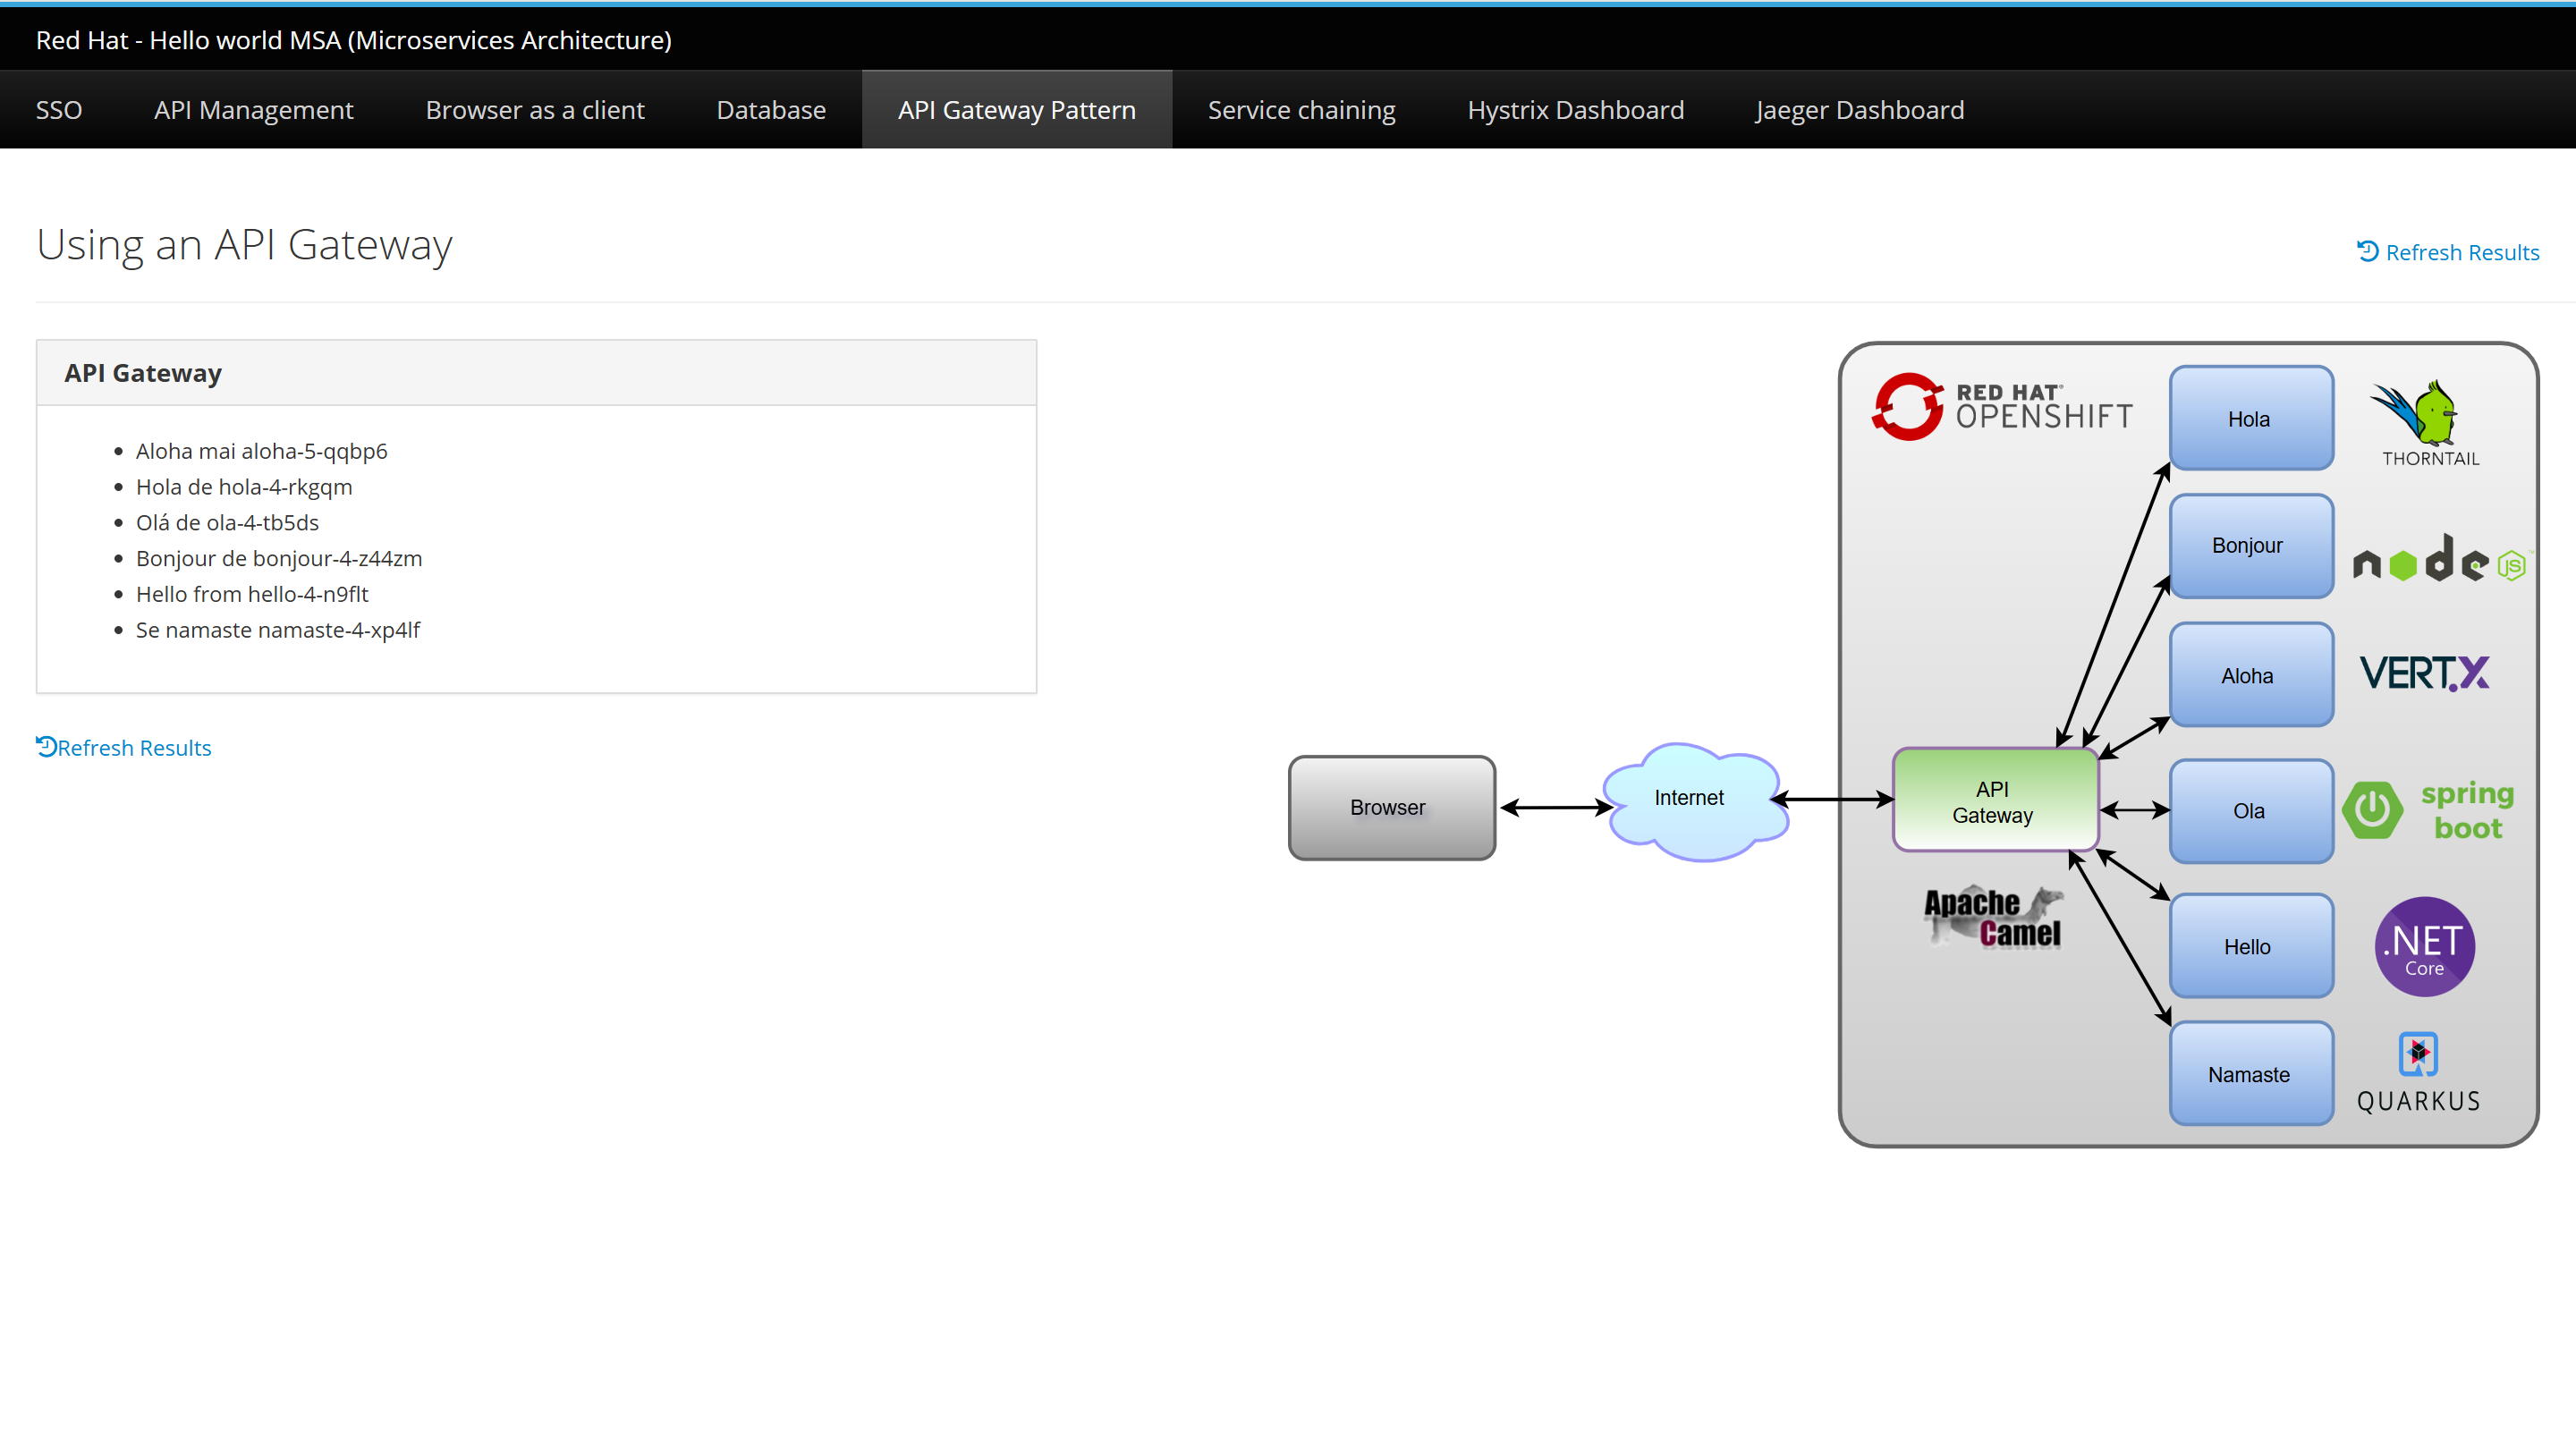 Red Hat - Hello world MSA (Microservices Architecture)
SSO API Management Browser as a client Database API Gateway Pattern Service chaining Hystrix Dashboard Jaeger Dashboard
Using an API Gateway
Refresh Results
API Gateway
Aloha mai aloha-5-qqbp6
Hola de hola-4-rkgqm
Olá de ola-4-tb5ds
Bonjour de bonjour-4-z44zm
Hello from hello-4-n9flt
Se namaste namaste-4-xp4lf
Refresh Results
RED HAT®
OPENSHIFT
Hola
THORNTAIL
Bonjour
node JS™
Aloha
VERT.X
Browser
Internet
API
Gateway
Ola
spring
boot
Apache
Camel
Hello
.NET
Core
Namaste
QUARKUS